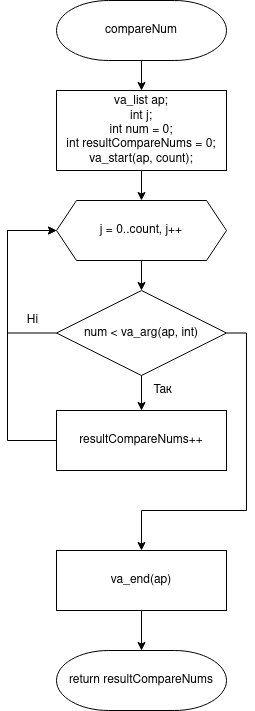 compareNum
va_list ap;
int j;
int num = 0;
int resultCompareNums = 0;
va_start(ap, count);
j = 0..count, j++
Ні
num < va_arg(ap, int)
Так
resultCompareNums++
va_end(ap)
return resultCompareNums